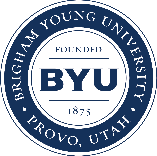 BRIGHAM YOUNG UNIVERSITY
FOUNDED
BYU
1875
PROVO, UTAH